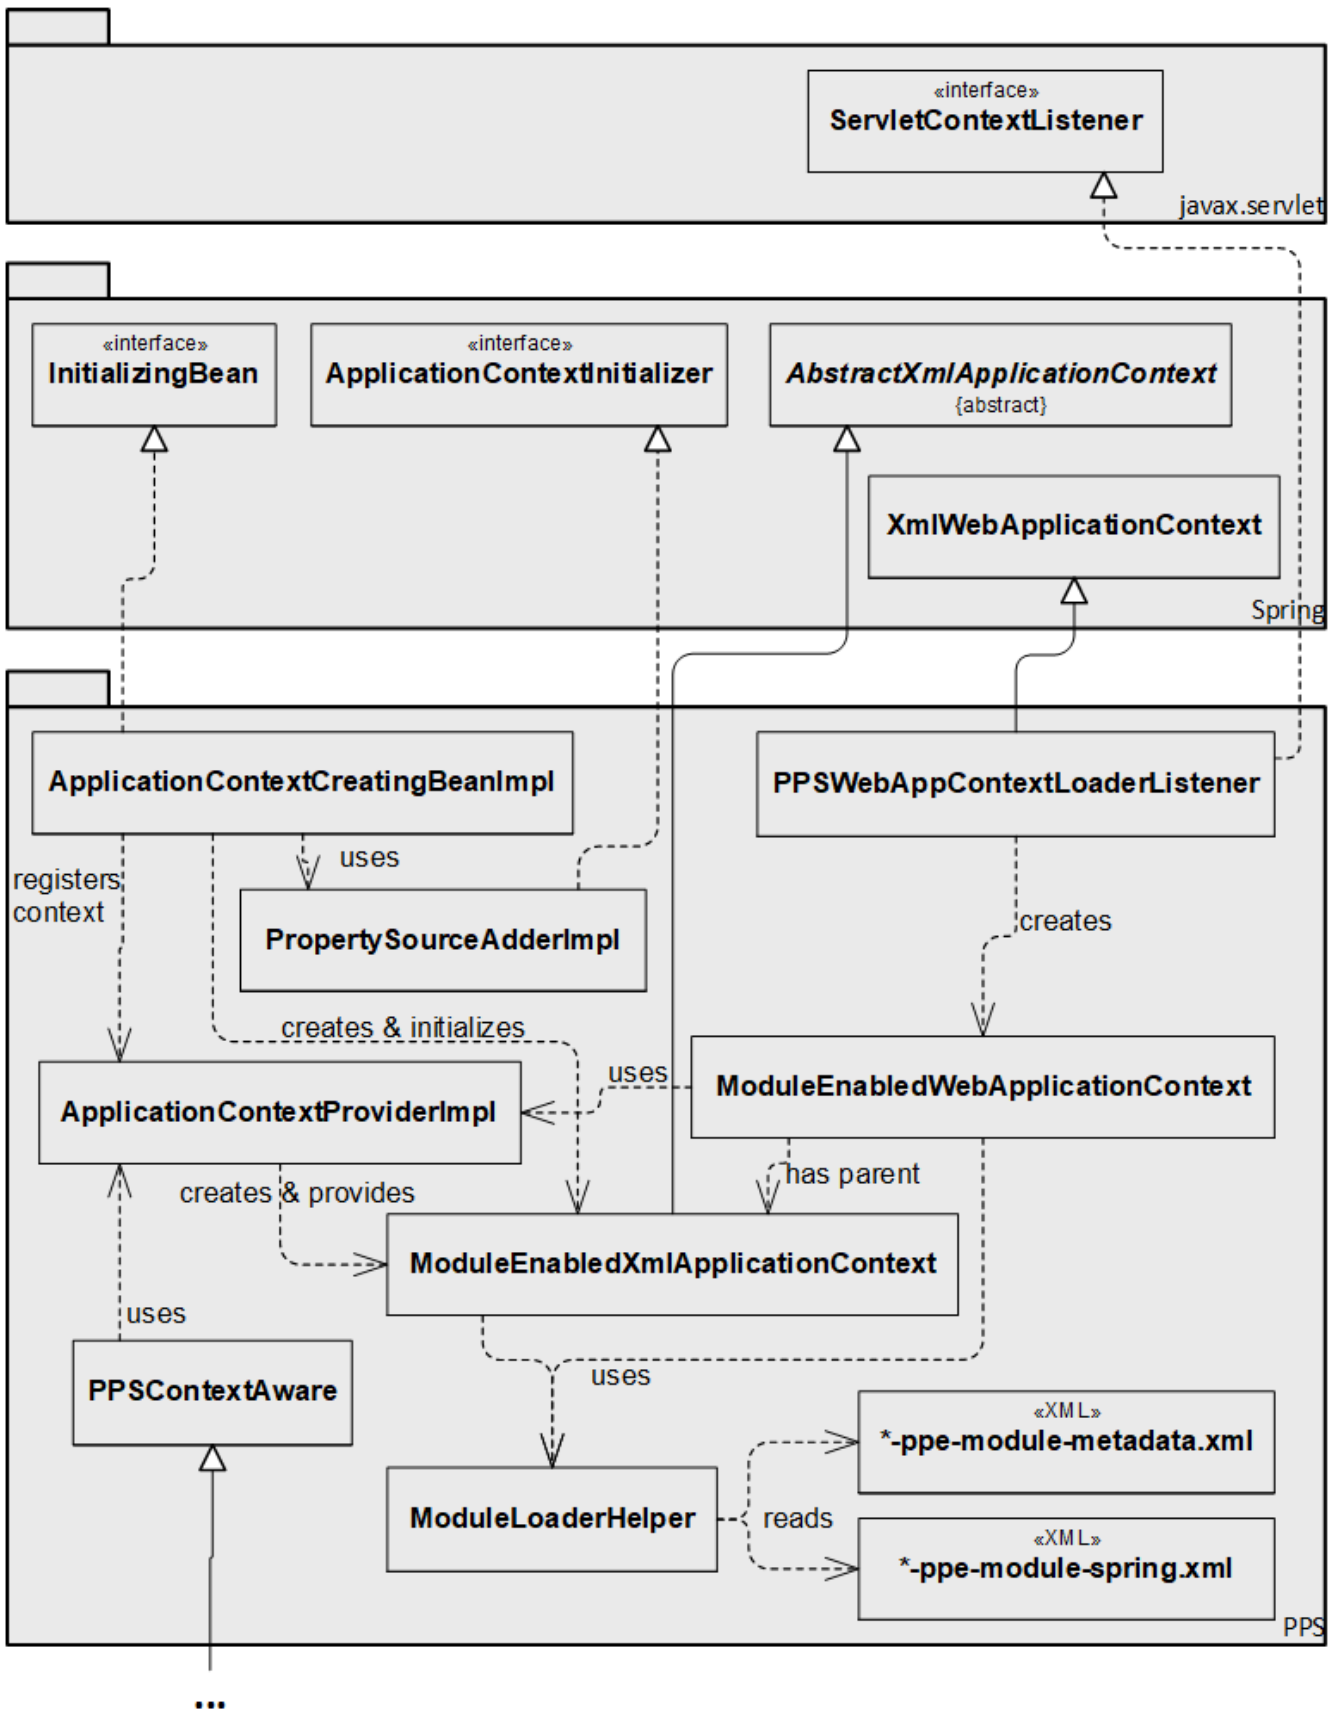 «interface»
ServletContextListener
javax.servlet
«interface»
InitializingBean
«interface»
ApplicationContextInitializer
AbstractXmlApplicationContext
{abstract}
XmlWebApplicationContext
Spring
ApplicationContextCreatingBeanImpl
PPSWebAppContextLoaderListener
uses
registers
context
PropertySourceAdderImpl
creates
creates & initializes
ApplicationContextProviderImpl
uses
ModuleEnabledWebApplicationContext
has parent
creates & provides
ModuleEnabledXmlApplicationContext
uses
PPSContextAware
uses
«XML»
*-ppe-module-metadata.xml
ModuleLoaderHelper
reads
«XML»
*-ppe-module-spring.xml
PPS
...